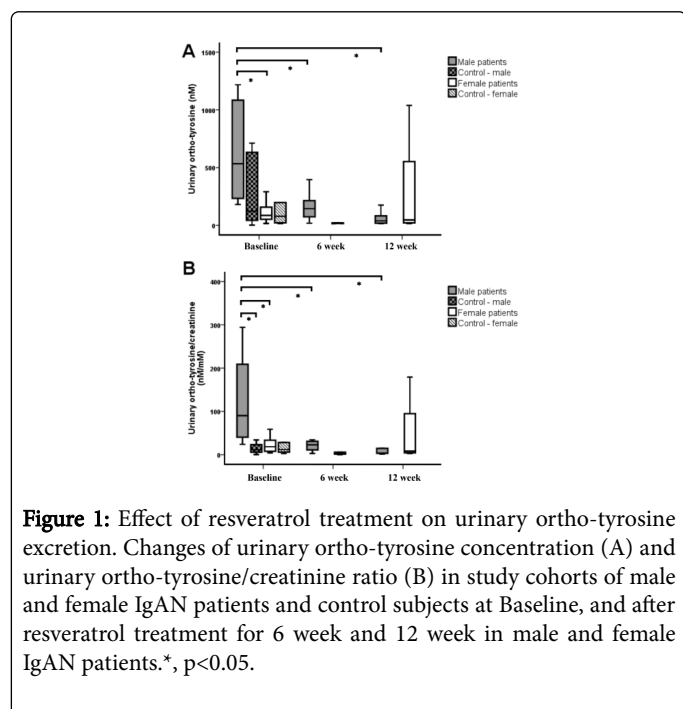 A
1500
1000
500
0
Urinary ortho-tyrosine (nM)
*
*
*
Male patients
Control - male
Female patients
Control - female
Baseline 6 week 12 week
B
400
300
200
100
0
Urinary ortho-tyrosine/creatinine
(nM/mM)
*
*
*
*
Male patients
Control - male
Female patients
Control - female
Baseline 6 week 12 week
Figure 1: Effect of resveratrol treatment on urinary ortho-tyrosine
excretion. Changes of urinary ortho-tyrosine concentration (A) and
urinary ortho-tyrosine/creatinine ratio (B) in study cohorts of male
and female IgAN patients and control subjects at Baseline, and after
resveratrol treatment for 6 week and 12 week in male and female
IgAN patients.*, p<0.05.